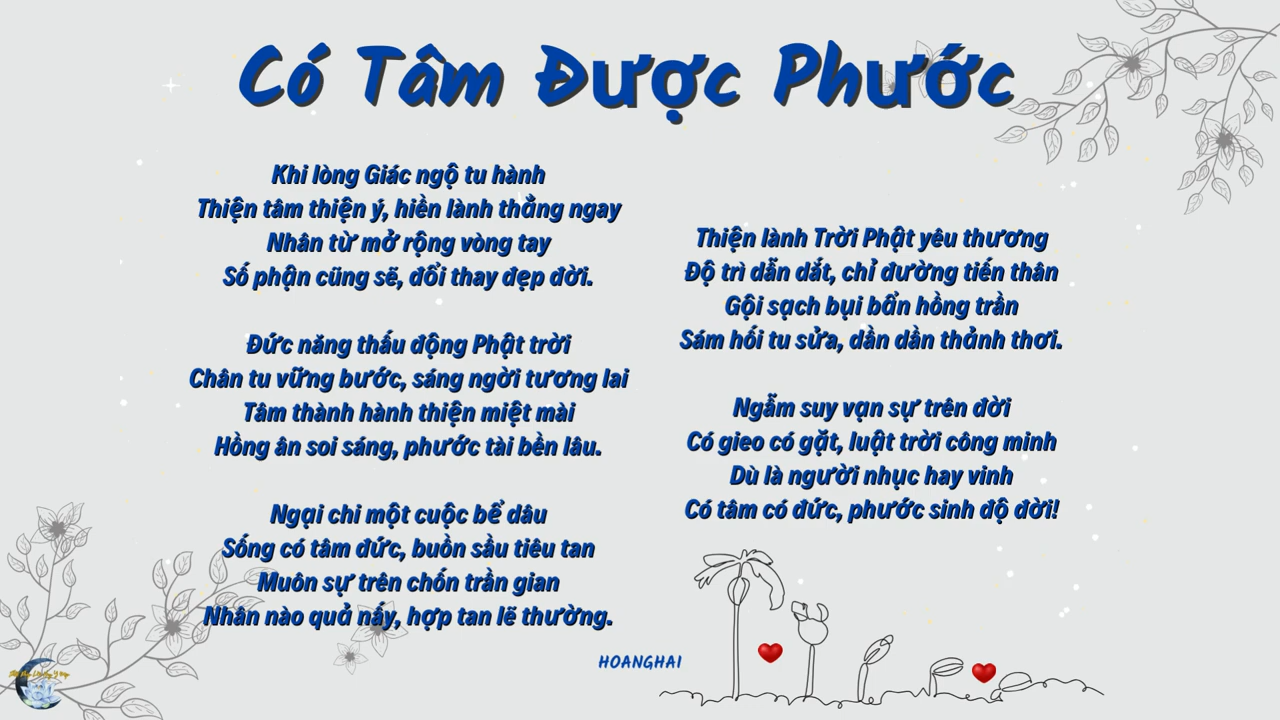 Có Tâm Được Phước
Khi lòng Giác ngộ tu hành
Thiện tâm thiện ý, hiền lành thẳng ngay
Nhân từ mở rộng vòng tay
Số phận cũng sẽ, đổi thay đẹp đời.
Đức năng thấu động Phật trời
Chân tu vững bước, sáng ngời tương lai
Tâm thành hành thiện miệt mài
Hồng ân soi sáng, phước tài bền lâu.
Ngại chi một cuộc bể dâu
Sống có tâm đức, buồn sầu tiêu tan
Muôn sự trên chốn trần gian
Nhân nào quả nấy, hợp tan lẽ thường.
Thiện lành Trời Phật yêu thương
Độ trì dẫn dắt, chỉ đường tiến thân
Gội sạch bụi bẩn hồng trần
Sám hối tu sửa, dần dần thảnh thơi.
Ngẫm suy vạn sự trên đời
Có gieo có gặt, luật trời công minh
Dù là người nhục hay vinh
Có tâm có đức, phước sinh độ đời!
HOANGHAI